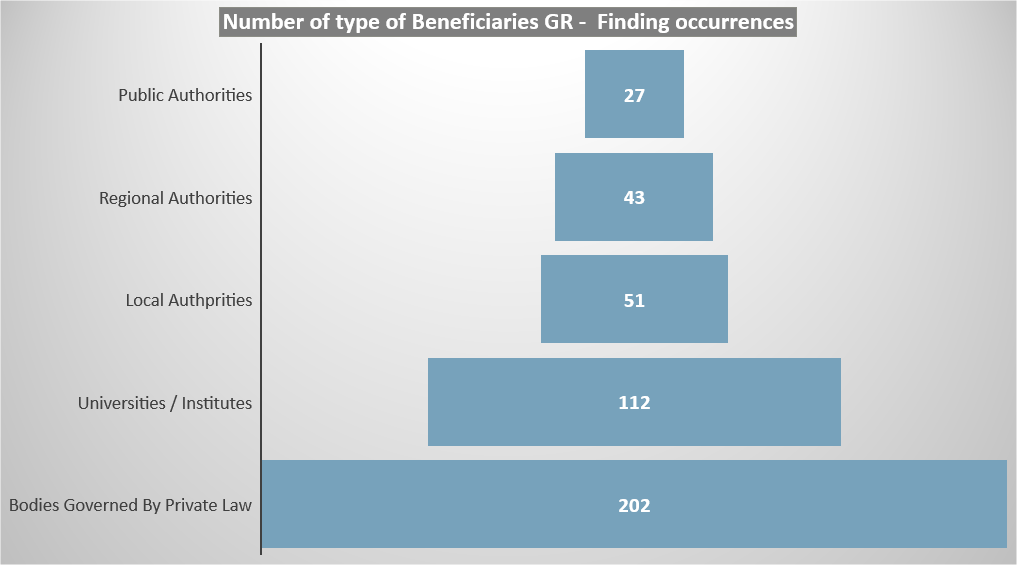 Number of type of Beneficiaries GR -  Finding occurrences
Public Authorities
27
Regional Authorities
43
Local Authprities
51
Universities / Institutes
112
Bodies Governed By Private Law
202